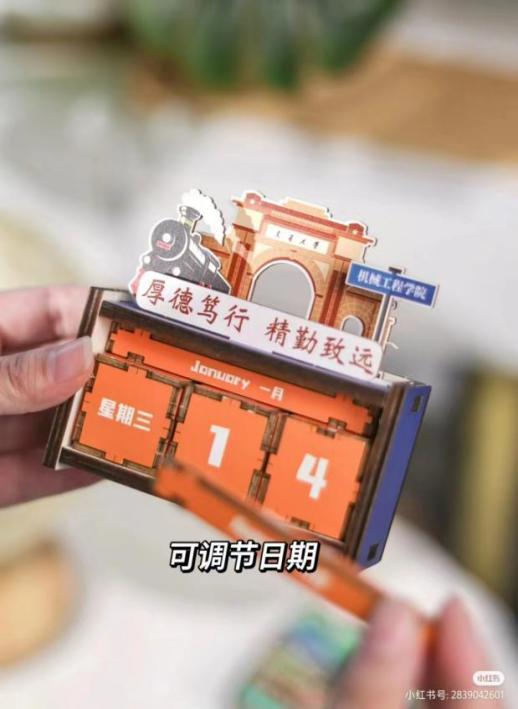 机械工程学院
厚德笃行 精勤致远
January 一月
星期三
1
4
可调节日期
小红书
小红书号: 2839042601